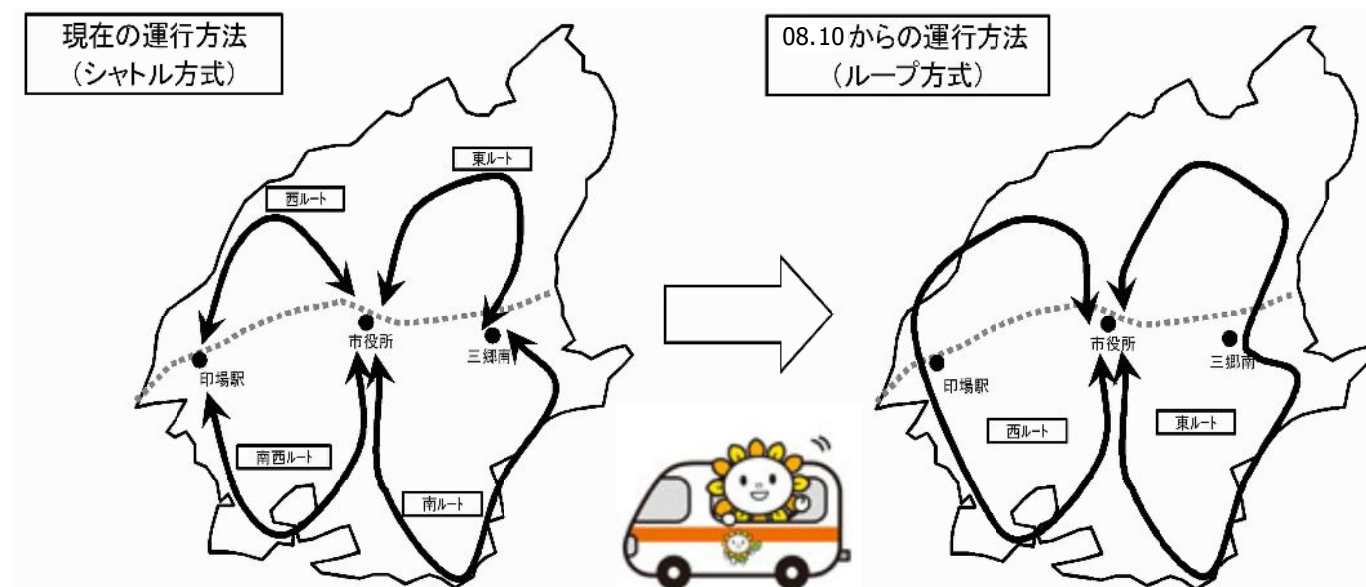 現在の運行方法
（シャトル方式）
東ルート
西ルート
市役所
三郷南
印場駅
南西ルート
南ルート
08.10からの運行方法
（ループ方式）
市役所
三郷南
印場駅
西ルート
東ルート